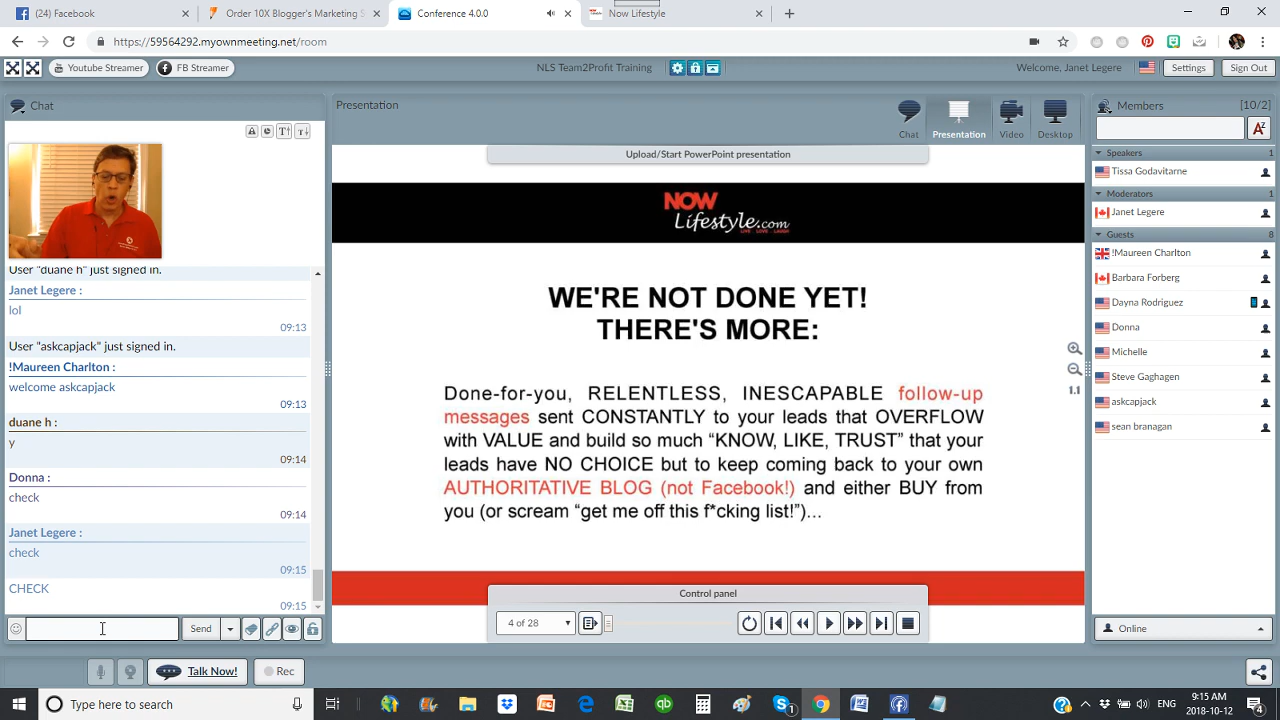 (24) Facebook
Order 10X Blogger's Marketing S
Conference 4.0.0
Now Lifestyle
https://59564292.myownmeeting.net/room
Youtube Streamer
FB Streamer
NLS Team2Profit Training
Welcome, Janet Legere
Settings
Sign Out
Chat
User "duane h" just signed in.
Janet Legere :
lol
09:13
User "askcapjack" just signed in.
!Maureen Charlton :
welcome askcapjack
09:13
duane h :
y
09:14
Donna :
check
09:14
Janet Legere :
check
09:15
CHECK
09:15
Send
Talk Now!
Rec
Presentation
Chat
Presentation
Video
Desktop
Upload/Start PowerPoint presentation
NOW
Lifestyle.com
LIVE LOVE LAUGH
WE'RE NOT DONE YET!
THERE'S MORE:
Done-for-you, RELENTLESS, INESCAPABLE follow-up
messages sent CONSTANTLY to your leads that OVERFLOW
with VALUE and build so much “KNOW, LIKE, TRUST” that your
leads have NO CHOICE but to keep coming back to your own
AUTHORITATIVE BLOG (not Facebook!) and either BUY from
you (or scream “get me off this f*cking list!”)...
1:1
Control panel
4 of 28
Members
[10/2]
Speakers
1
Tissa Godavitarne
Moderators
1
Janet Legere
Guests
8
!Maureen Charlton
Barbara Forberg
Dayna Rodriguez
Donna
Michelle
Steve Gaghagen
askcapjack
sean branagan
Online
Type here to search
9:15 AM
2018-10-12